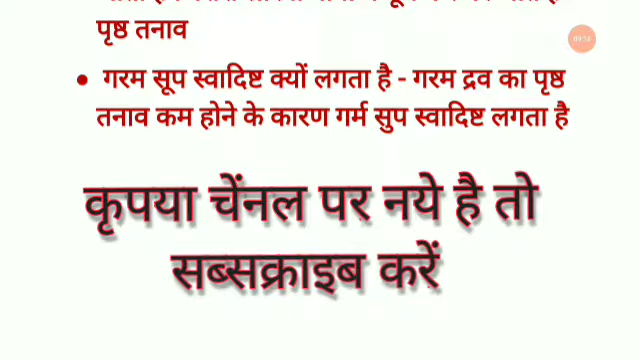 पृष्ठ तनाव
• गरम सूप स्वादिष्ट क्यों लगता है - गरम द्रव का पृष्ठ
तनाव कम होने के कारण गर्म सुप स्वादिष्ट लगता है
कृपया चेंनल पर नये है तो
सब्सक्राइब करें